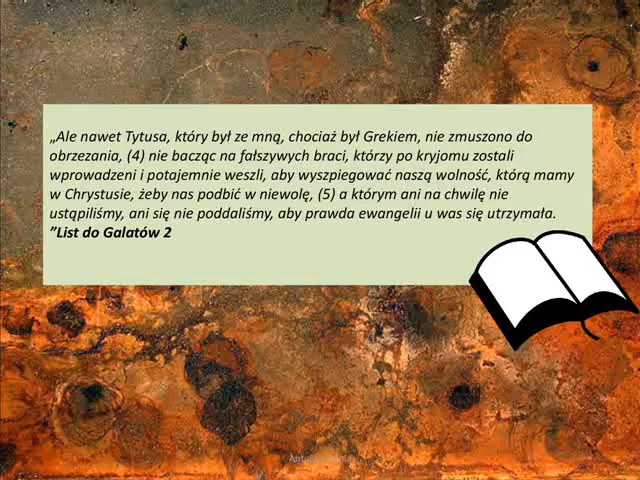 „Ale nawet Tytusa, który był ze mną, chociaż był Grekiem, nie zmuszono do
obrzezania, (4) nie bacząc na fałszywych braci, którzy po kryjomu zostali
wprowadzeni i potajemnie weszli, aby wyszpiegować naszą wolność, którą mamy
w Chrystusie, żeby nas podbić w niewolę, (5) a którym ani na chwilę nie
ustąpiliśmy, ani się nie poddaliśmy, aby prawda ewangelii u was się utrzymała.
”List do Galatów 2